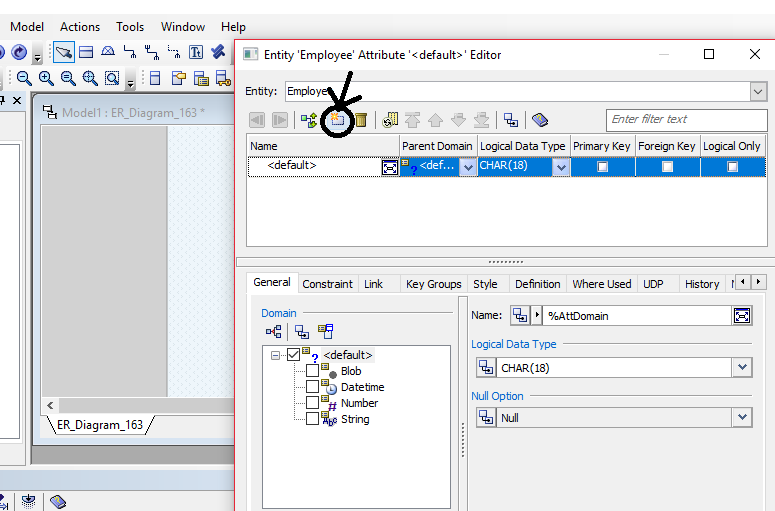 Model Actions Tools Window Help
Entity 'Employee' Attribute '<default>' Editor
Entity: Employe
Model1 : ER_Diagram_163 *
Enter filter text
Name Parent Domain Logical Data Type Primary Key Foreign Key Logical Only
<default> <def... CHAR(18)
General Constraint Link Key Groups Style Definition Where Used UDP History
Domain
Name: %AttDomain
Logical Data Type
<default>
CHAR(18)
Blob
Datetime
Null Option
Number
String
Null
ER_Diagram_163